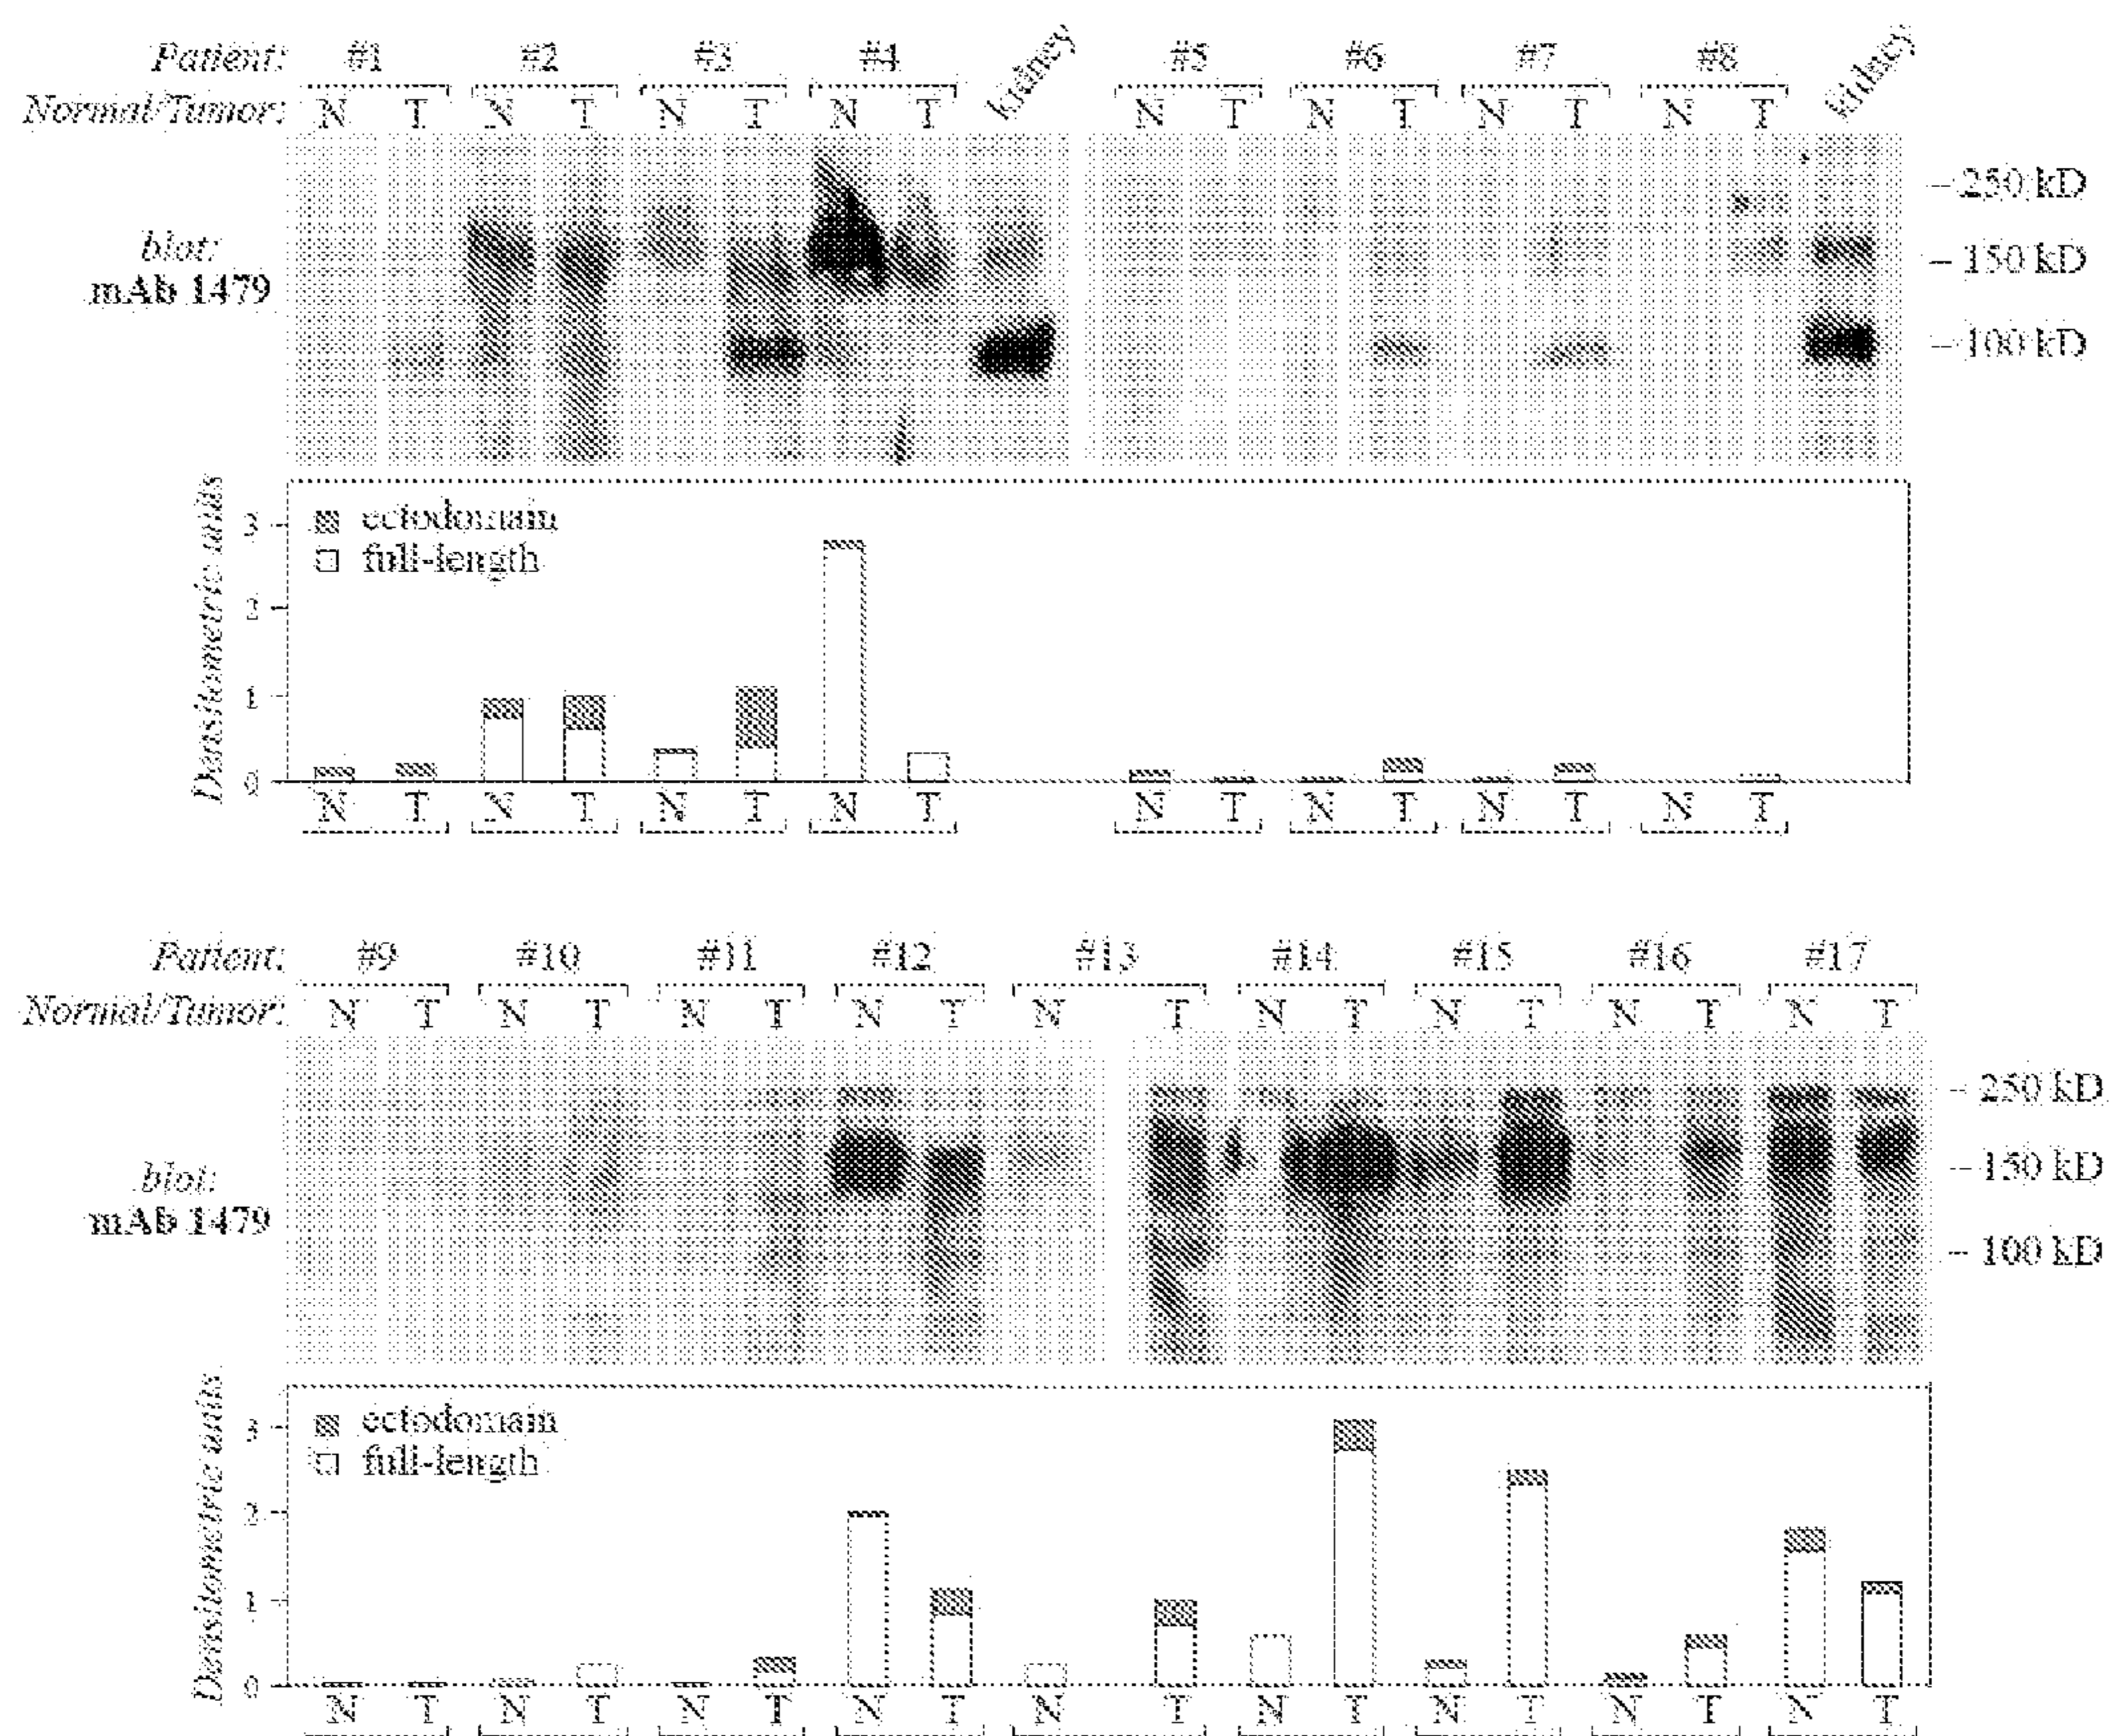 Patient: #1 #2 #3 #4 kidney #5 #6 #7 #8 kidney
Normal/Tumor: N T N T N T N T N T N T N T N T
- 250 kD
blot:
mAb 1479
- 150 kD
- 100 kD
Densitometric units
3
2
1
0
ectodomain
full-length
N T N T N T N T N T N T N T N T
Patient: #9 #10 #11 #12 #13 #14 #15 #16 #17
Normal/Tumor: N T N T N T N T N T N T N T N T N T
- 250 kD
blot:
mAb 1479
- 150 kD
- 100 kD
Densitometric units
3
2
1
0
ectodomain
full-length
N T N T N T N T N T N T N T N T N T